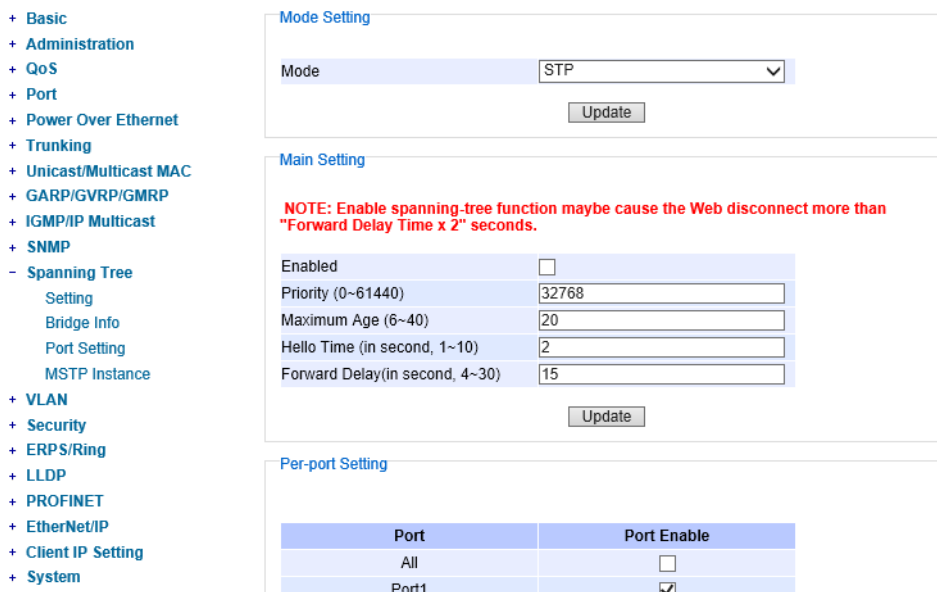 + Basic
+ Administration
+ QoS
+ Port
+ Power Over Ethernet
+ Trunking
+ Unicast/Multicast MAC
+ GARP/GVRP/GMRP
+ IGMP/IP Multicast
+ SNMP
− Spanning Tree
Setting
Bridge Info
Port Setting
MSTP Instance
+ VLAN
+ Security
+ ERPS/Ring
+ LLDP
+ PROFINET
+ EtherNet/IP
+ Client IP Setting
+ System
Mode Setting
Mode STP
Update
Main Setting
NOTE: Enable spanning-tree function maybe cause the Web disconnect more than
"Forward Delay Time x 2" seconds.
Enabled
Priority (0~61440) 32768
Maximum Age (6~40) 20
Hello Time (in second, 1~10) 2
Forward Delay(in second, 4~30) 15
Update
Per-port Setting
Port Port Enable
All
Port1